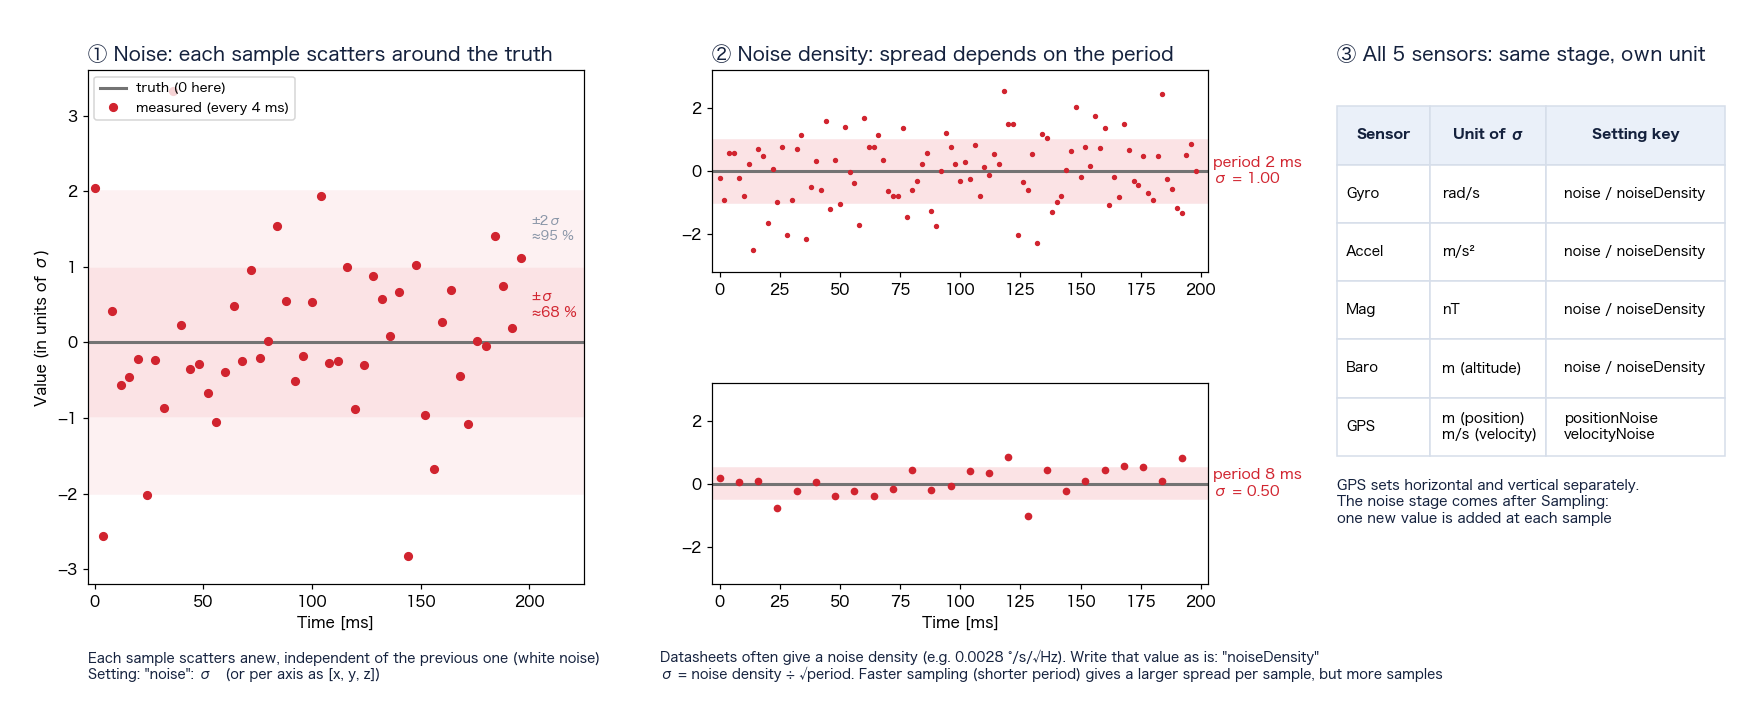 ① Noise: each sample scatters around the truth
truth (0 here)
measured (every 4 ms)
3
2
1
0
−1
−2
−3
Value (in units of σ)
±2σ
≈95 %
±σ
≈68 %
0
50
100
150
200
Time [ms]
Each sample scatters anew, independent of the previous one (white noise)
Setting: "noise": σ (or per axis as [x, y, z])
② Noise density: spread depends on the period
2
0
−2
period 2 ms
σ = 1.00
0
25
50
75
100
125
150
175
200
2
0
−2
period 8 ms
σ = 0.50
0
25
50
75
100
125
150
175
200
Time [ms]
Datasheets often give a noise density (e.g. 0.0028 °/s/√Hz). Write that value as is: "noiseDensity"
σ = noise density ÷ √period. Faster sampling (shorter period) gives a larger spread per sample, but more samples
③ All 5 sensors: same stage, own unit
Sensor Unit of σ Setting key
Gyro rad/s noise / noiseDensity
Accel m/s² noise / noiseDensity
Mag nT noise / noiseDensity
Baro m (altitude) noise / noiseDensity
GPS m (position) positionNoise
m/s (velocity) velocityNoise
GPS sets horizontal and vertical separately.
The noise stage comes after Sampling:
one new value is added at each sample